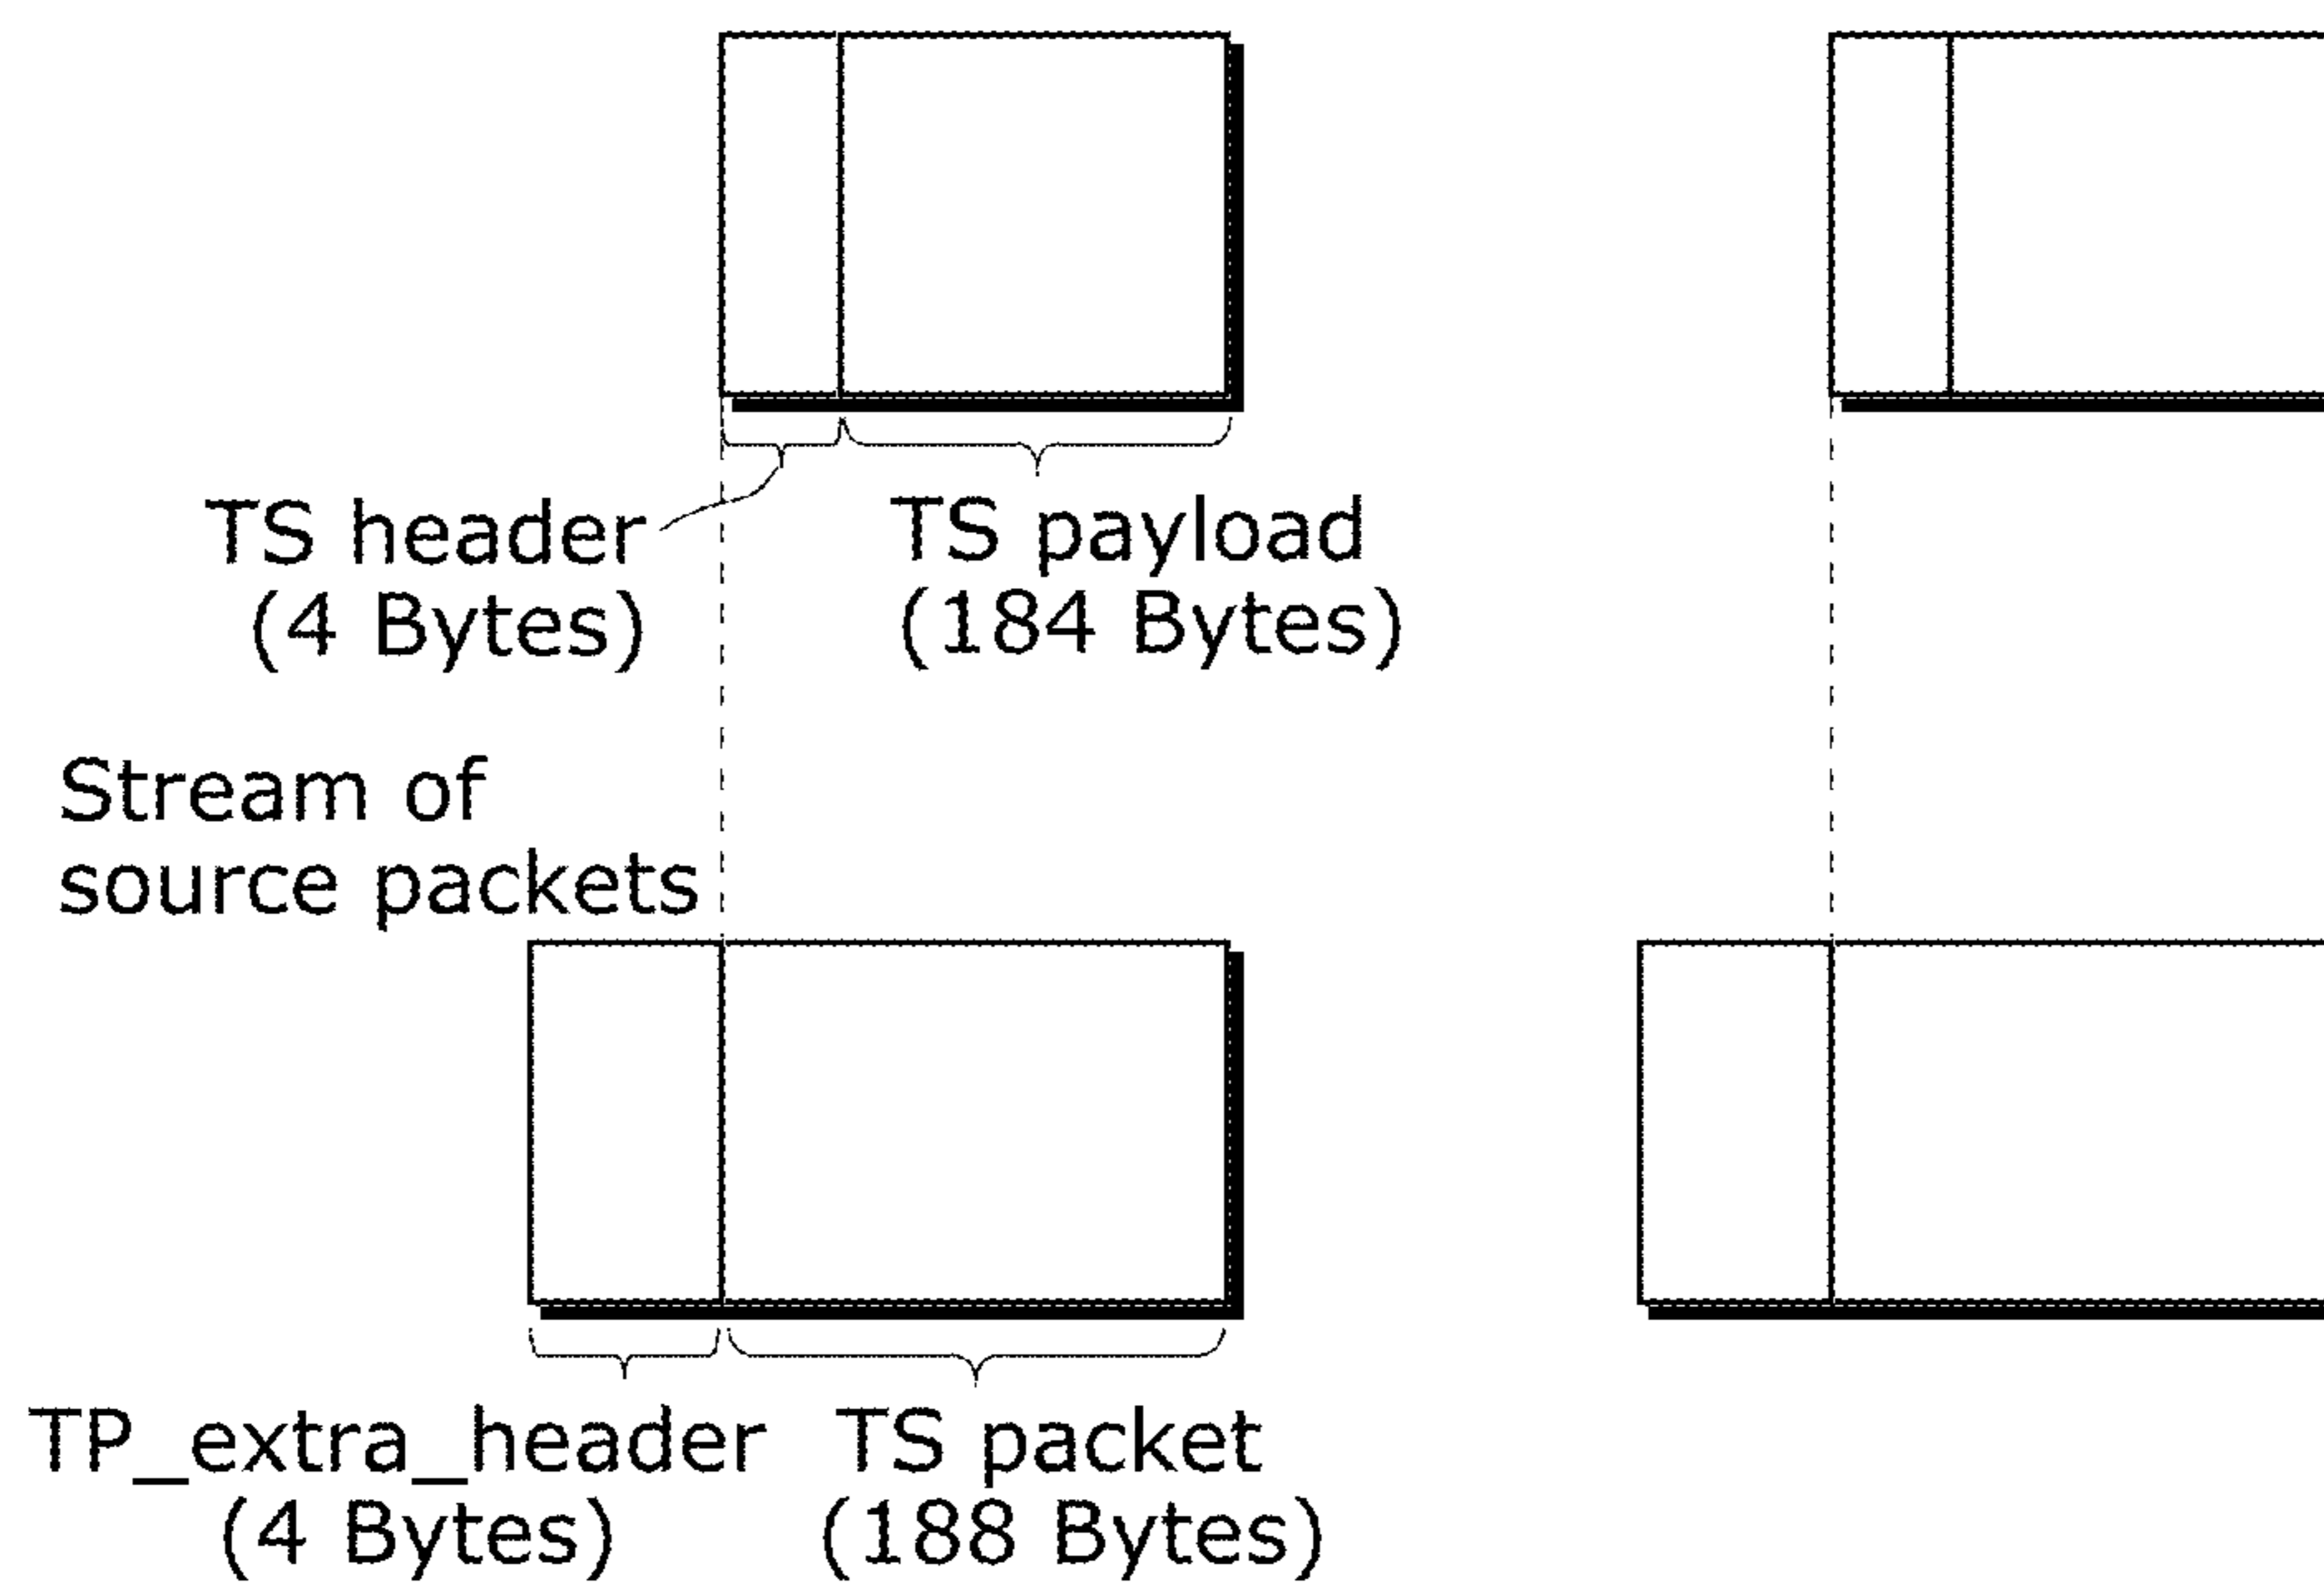 TS header
(4 Bytes)
TS payload
(184 Bytes)
Stream of
source packets
TP_extra_header
(4 Bytes)
TS packet
(188 Bytes)